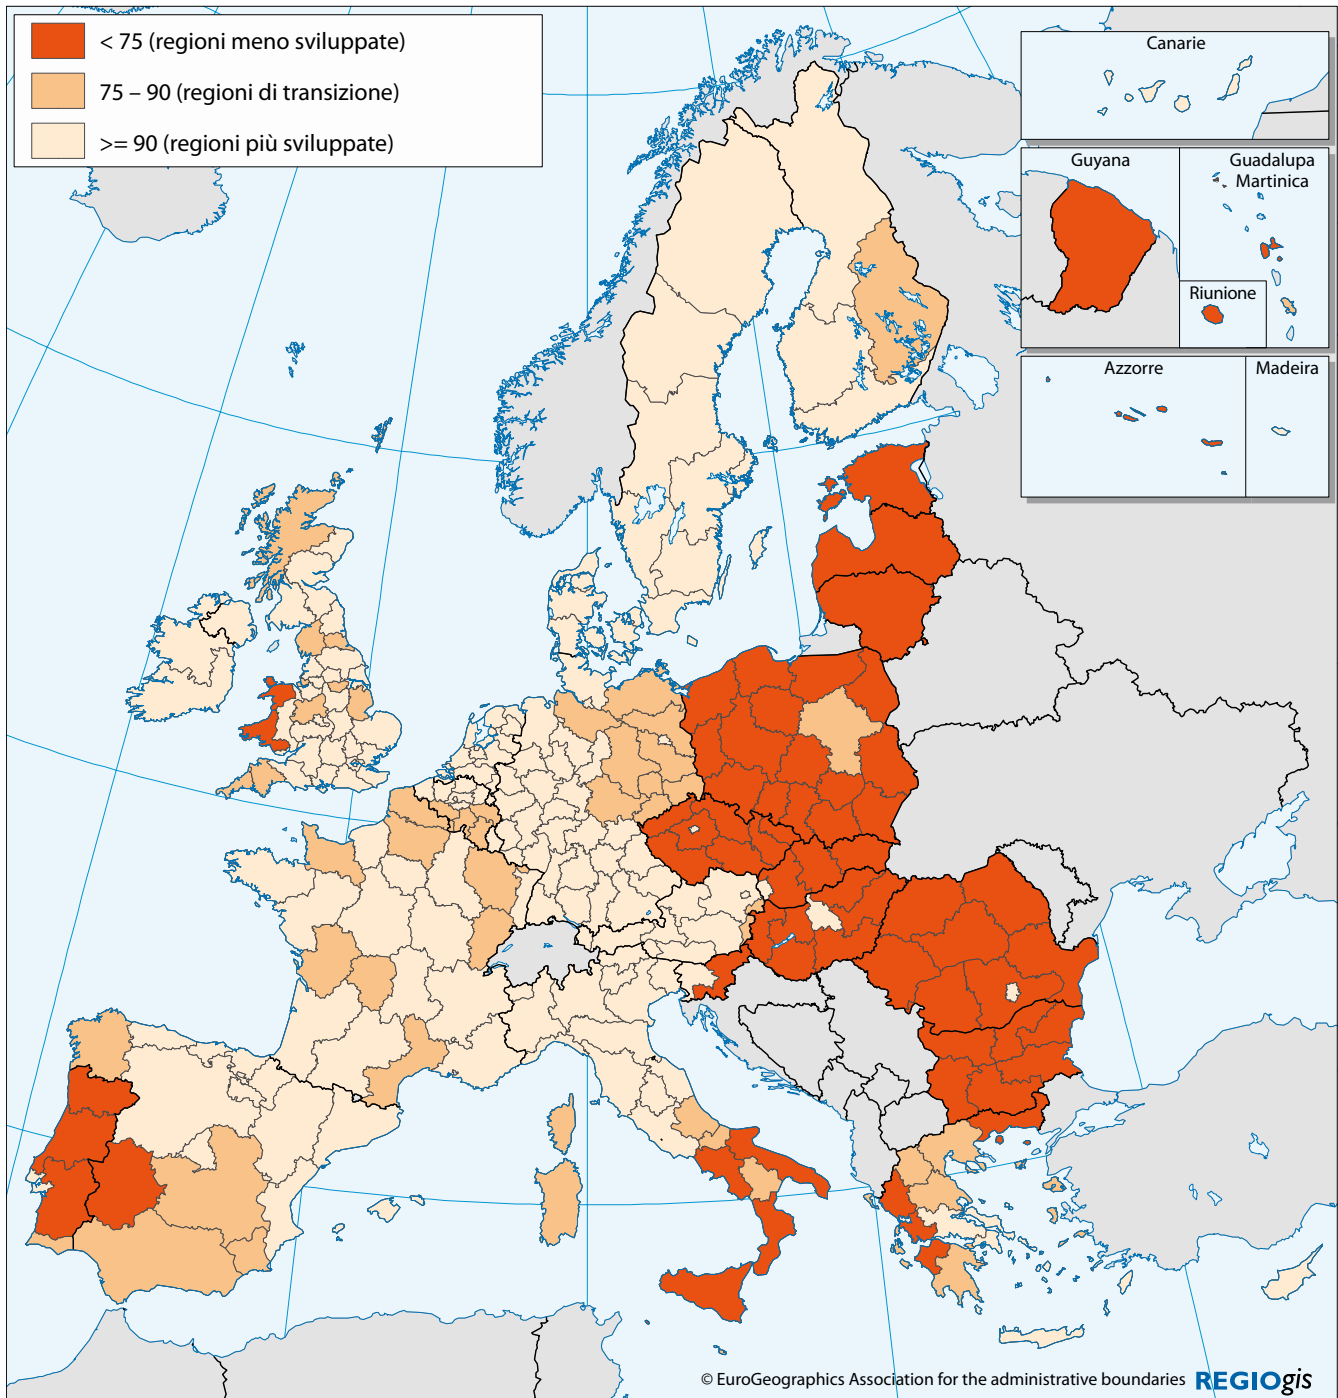 < 75 (regioni meno sviluppate)
75 – 90 (regioni di transizione)
>= 90 (regioni più sviluppate)
Canarie
Guyana
Guadalupa
Martinica
Riunione
Azzorre
Madeira
© EuroGeographics Association for the administrative boundaries REGIOgis